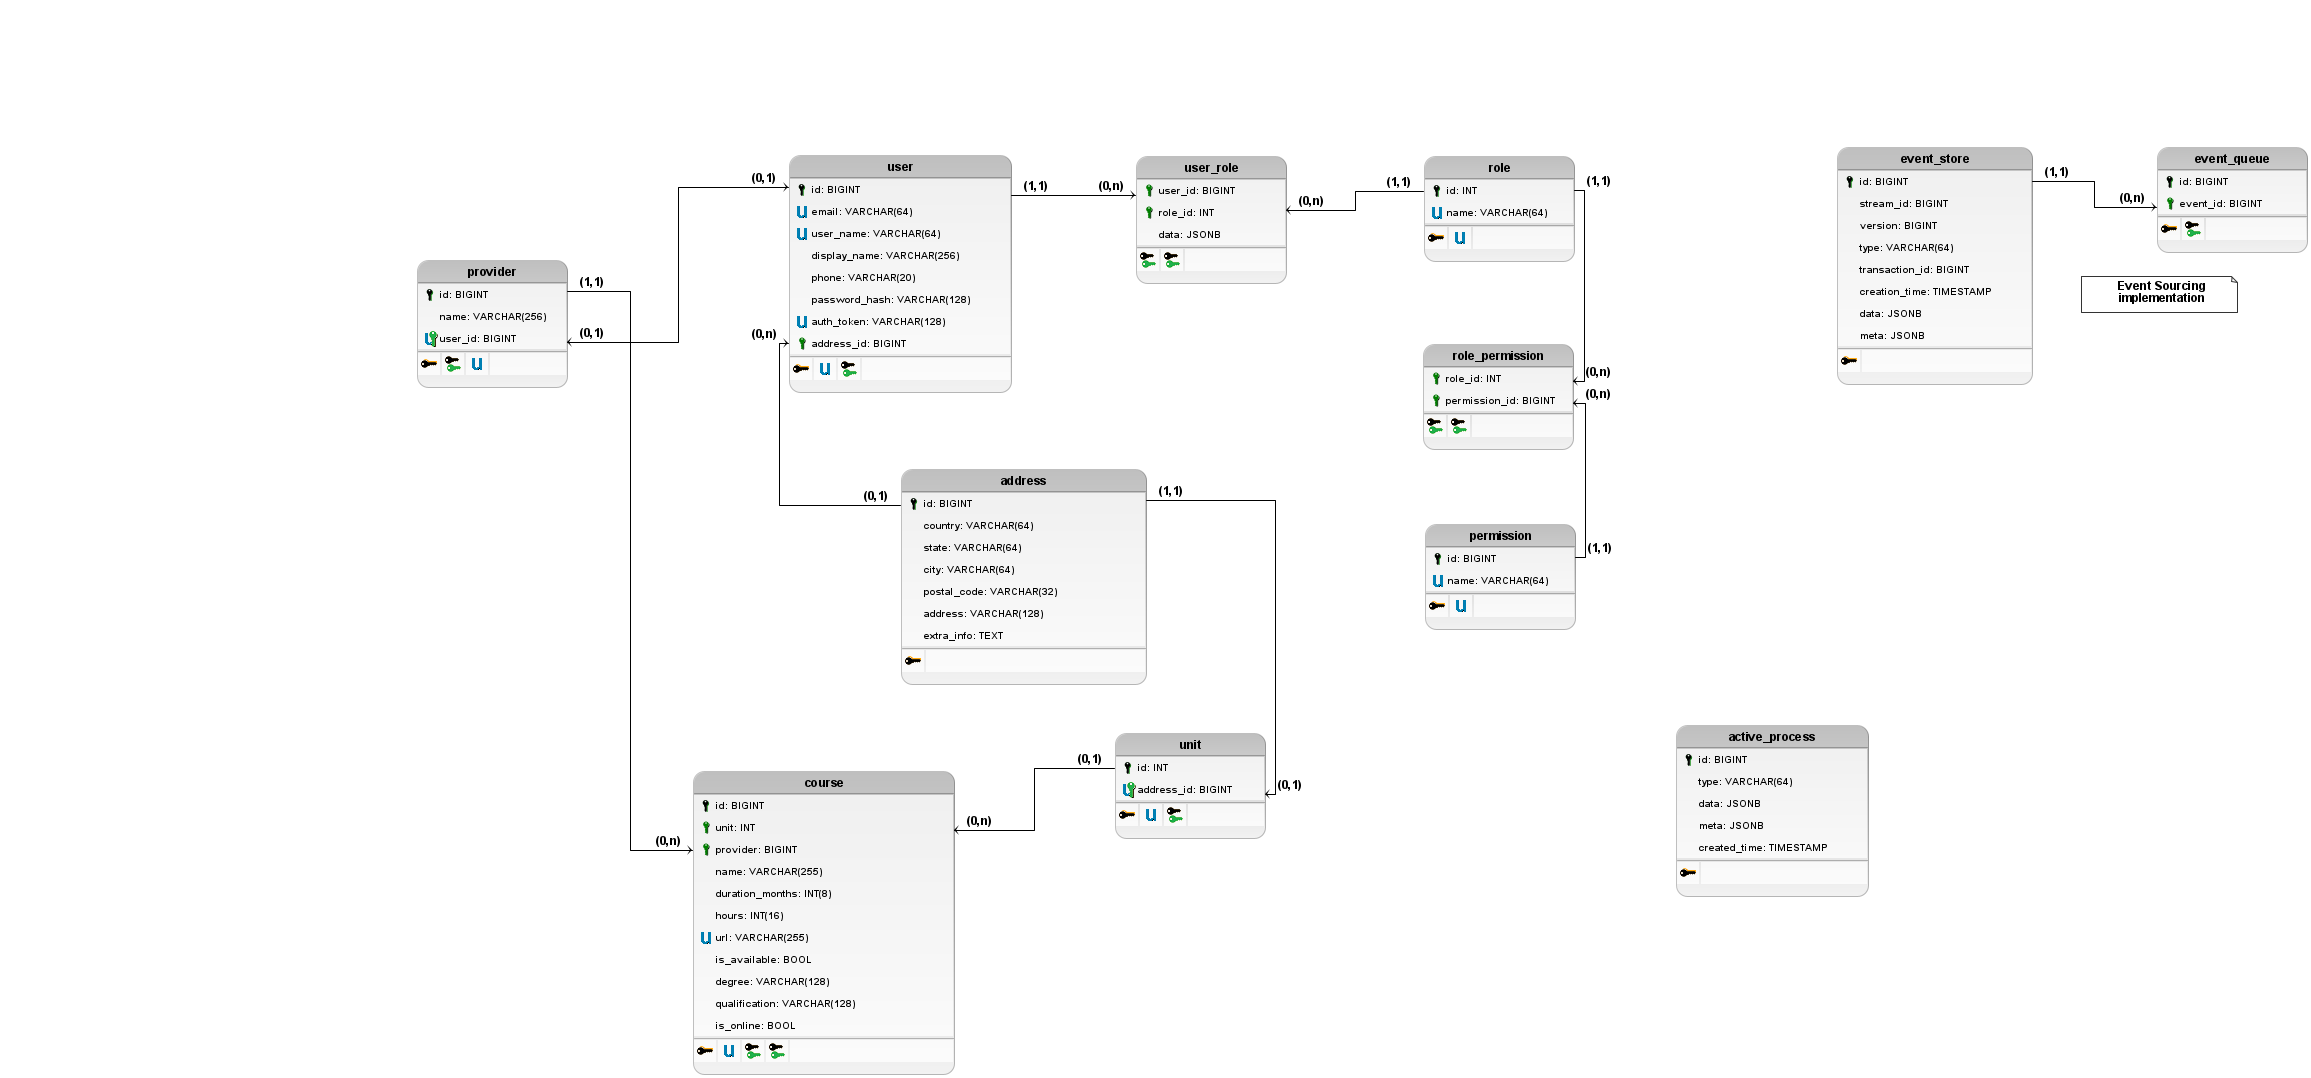 provider
id: BIGINT
name: VARCHAR(256)
user_id: BIGINT
(1,1)
(0,1)
(0,1)
user
id: BIGINT
email: VARCHAR(64)
user_name: VARCHAR(64)
display_name: VARCHAR(256)
phone: VARCHAR(20)
password_hash: VARCHAR(128)
auth_token: VARCHAR(128)
address_id: BIGINT
(0,n)
(1,1)
(0,n)
user_role
user_id: BIGINT
role_id: INT
data: JSONB
(0,n)
(1,1)
role
id: INT
name: VARCHAR(64)
(1,1)
role_permission
role_id: INT
permission_id: BIGINT
(0,n)
(0,n)
permission
id: BIGINT
name: VARCHAR(64)
(1,1)
event_store
id: BIGINT
stream_id: BIGINT
version: BIGINT
type: VARCHAR(64)
transaction_id: BIGINT
creation_time: TIMESTAMP
data: JSONB
meta: JSONB
(1,1)
(0,n)
event_queue
id: BIGINT
event_id: BIGINT
Event Sourcing
implementation
(0,1)
address
id: BIGINT
country: VARCHAR(64)
state: VARCHAR(64)
city: VARCHAR(64)
postal_code: VARCHAR(32)
address: VARCHAR(128)
extra_info: TEXT
(1,1)
unit
id: INT
address_id: BIGINT
(0,1)
(0,1)
(0,n)
(0,n)
course
id: BIGINT
unit: INT
provider: BIGINT
name: VARCHAR(255)
duration_months: INT(8)
hours: INT(16)
url: VARCHAR(255)
is_available: BOOL
degree: VARCHAR(128)
qualification: VARCHAR(128)
is_online: BOOL
active_process
id: BIGINT
type: VARCHAR(64)
data: JSONB
meta: JSONB
created_time: TIMESTAMP